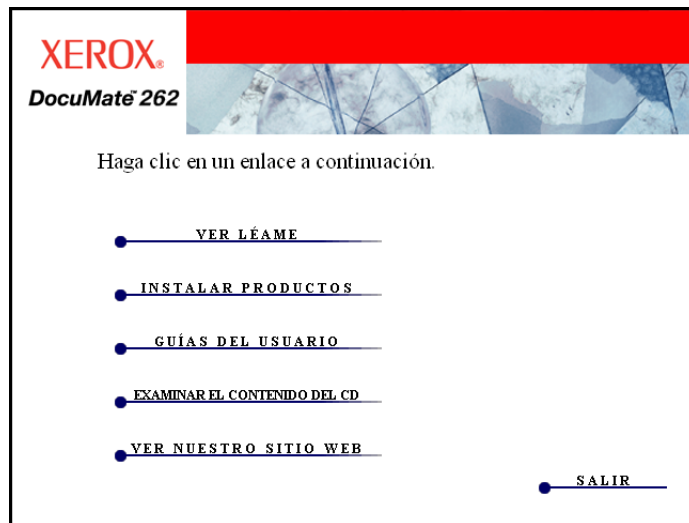 XEROX®
DocuMate™ 262
Haga clic en un enlace a continuación.
VER LÉAME
INSTALAR PRODUCTOS
GUÍAS DEL USUARIO
EXAMINAR EL CONTENIDO DEL CD
VER NUESTRO SITIO WEB
SALIR